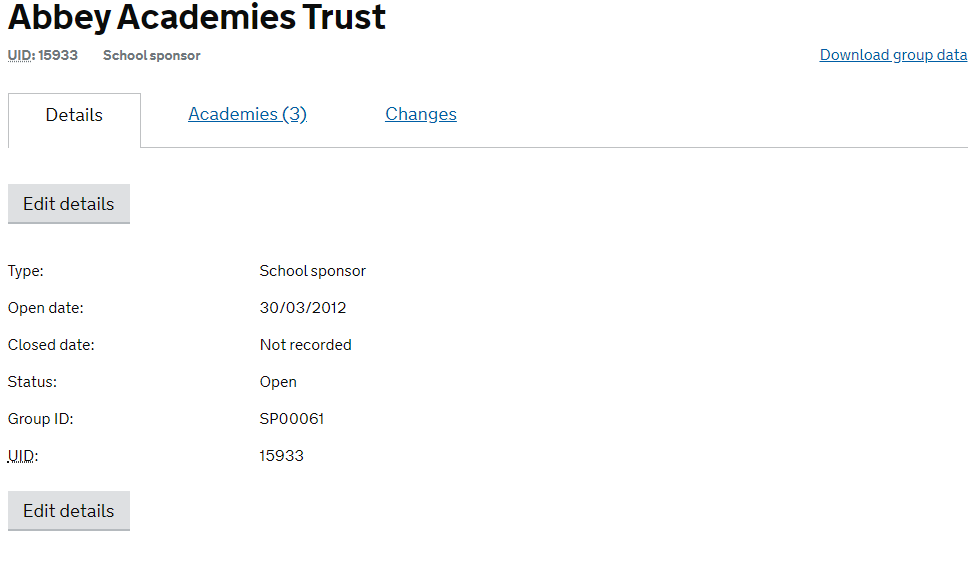 Abbey Academies Trust
UID: 15933 School sponsor Download group data
Details Academies (3) Changes
Edit details
Type: School sponsor
Open date: 30/03/2012
Closed date: Not recorded
Status: Open
Group ID: SP00061
UID: 15933
Edit details